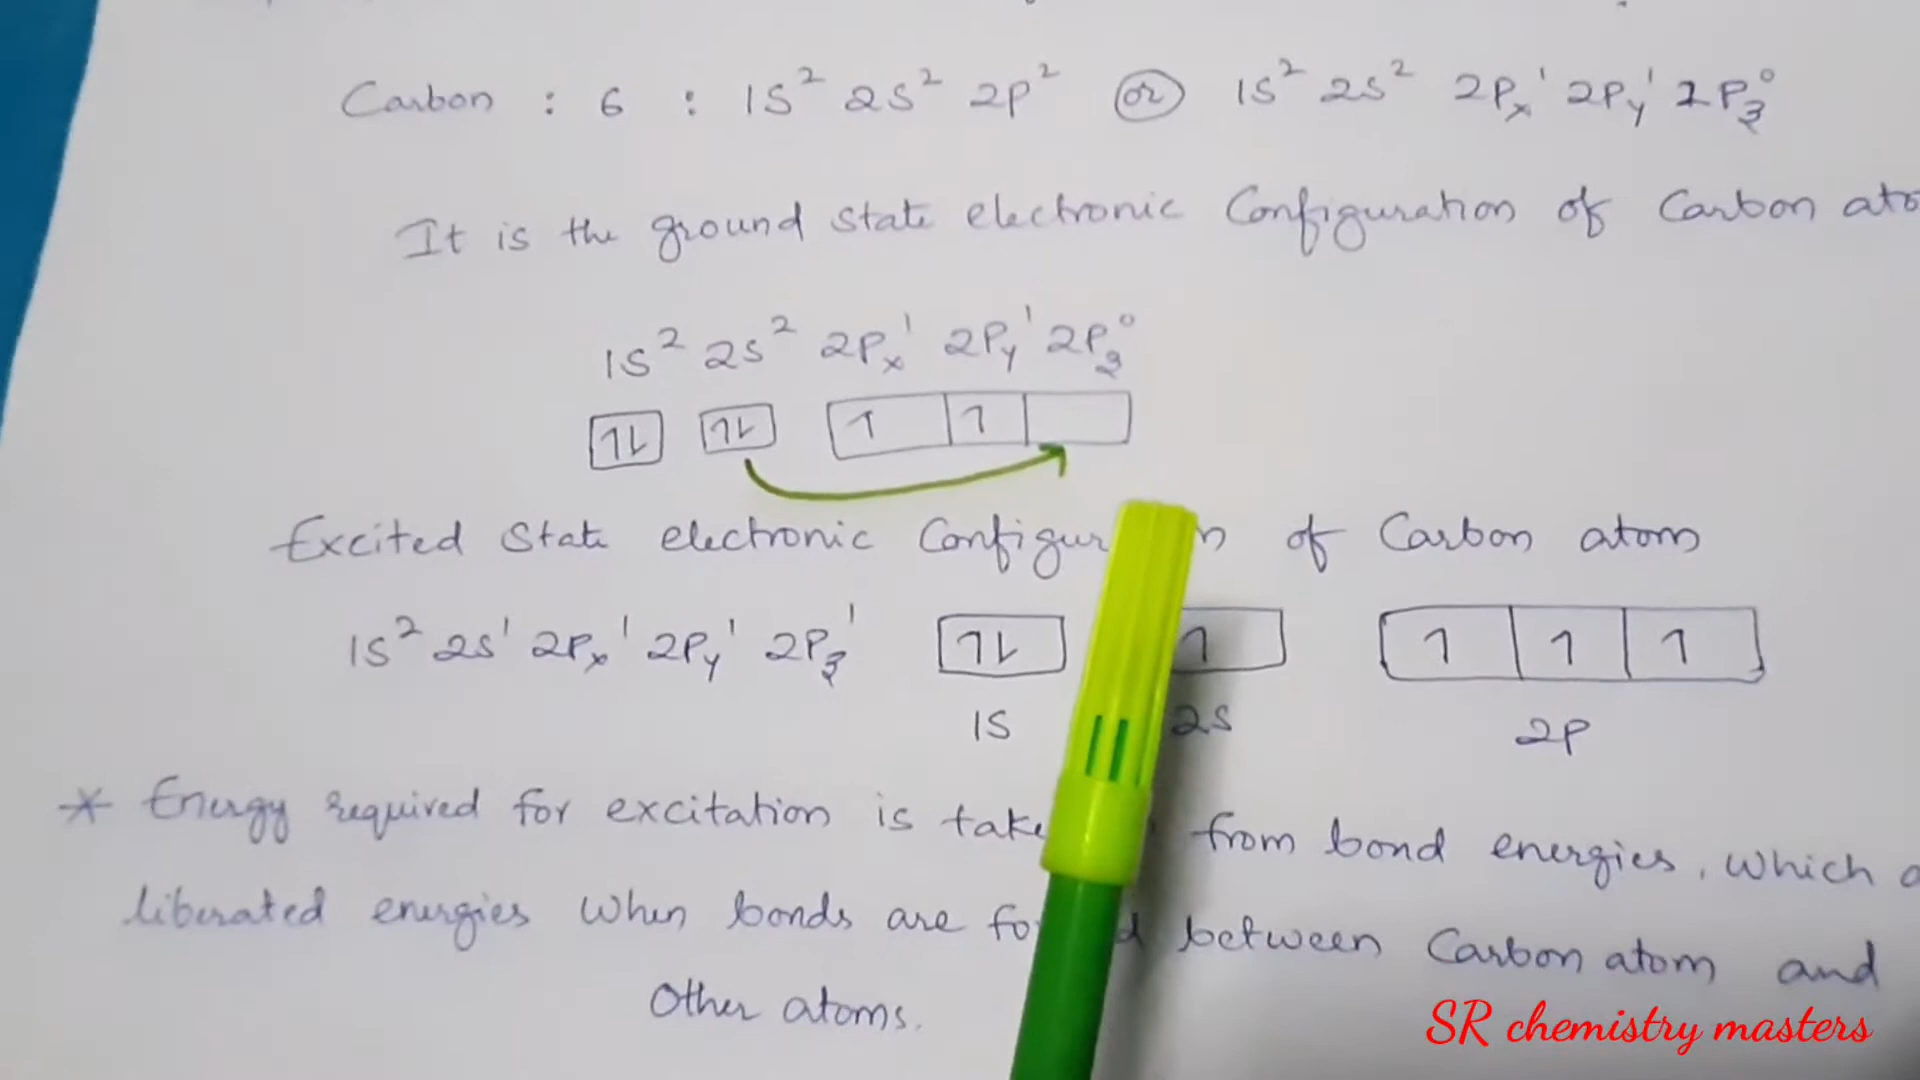 Carbon : 6 : 1S² 2S² 2P² (or) 1S² 2S² 2Px¹ 2Py¹ 2Pz⁰
It is the ground state electronic Configuration of Carbon ato
1S² 2S² 2Px¹ 2Py¹ 2Pz⁰
↿⇂ ↿⇂ ↿ ↿
Excited State electronic Configur n of Carbon atom
1S² 2S¹ 2Px¹ 2Py¹ 2Pz¹ ↿⇂ ↿ ↿ ↿ ↿
1S 2S 2P
* Energy required for excitation is take from bond energies, which
liberated energies when bonds are fo d between Carbon atom and
Other atoms.
SR chemistry masters